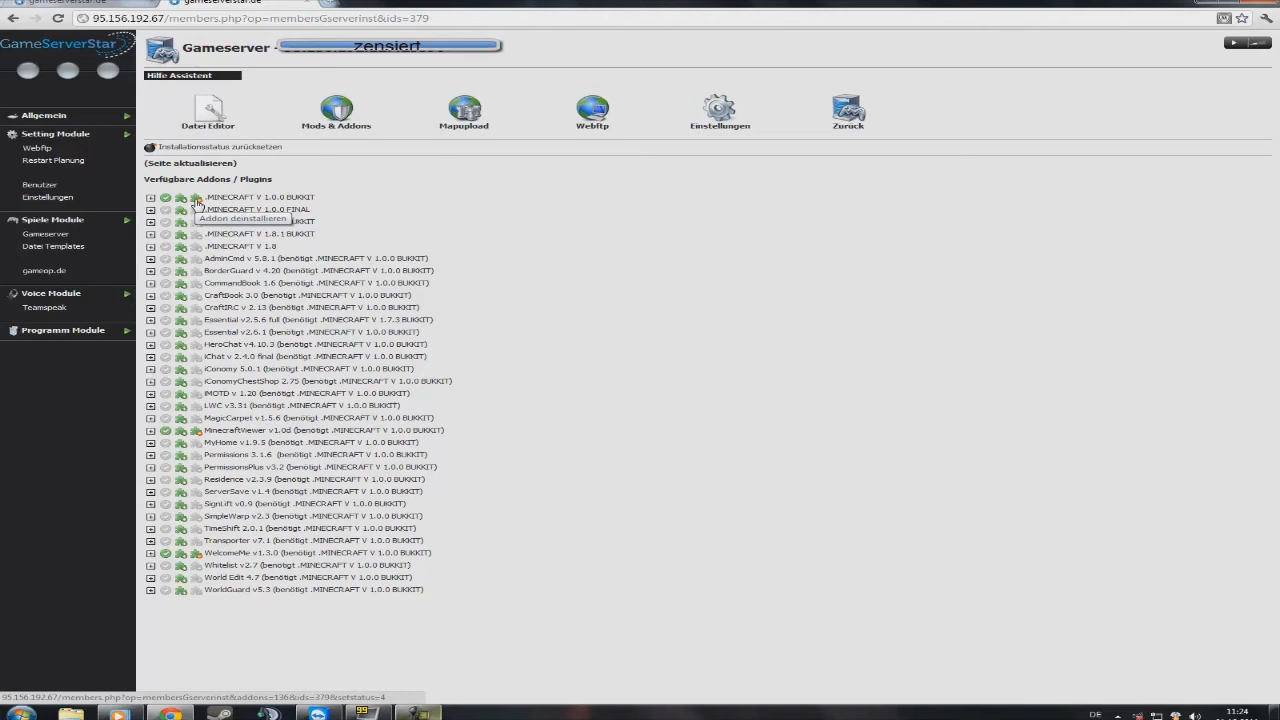 gameserverstar.de
gameserverstar.de
95.156.192.67/members.php?op=membersGserverinst&ids=379
GameServerStar
Gameserver -
zensiert
Hilfe Assistent
Datei Editor
Mods & Addons
Mapupload
Webftp
Einstellungen
Zurück
Allgemein
Setting Module
Webftp
Restart Planung
Benutzer
Einstellungen
Spiele Module
Gameserver
Datei Templates
gameop.de
Voice Module
Teamspeak
Programm Module
Installationsstatus zurücksetzen
(Seite aktualisieren)
Verfügbare Addons / Plugins
.MINECRAFT V 1.0.0 BUKKIT
.MINECRAFT V 1.0.0 FINAL
Addon deinstallieren
BUKKIT
.MINECRAFT V 1.8.1 BUKKIT
.MINECRAFT V 1.8
AdminCmd v 5.8.1 (benötigt .MINECRAFT V 1.0.0 BUKKIT)
BorderGuard v 4.20 (benötigt .MINECRAFT V 1.0.0 BUKKIT)
CommandBook 1.6 (benötigt .MINECRAFT V 1.0.0 BUKKIT)
CraftBook 3.0 (benötigt .MINECRAFT V 1.0.0 BUKKIT)
CraftIRC v 2.13 (benötigt .MINECRAFT V 1.0.0 BUKKIT)
Essential v2.5.6 full (benötigt .MINECRAFT V 1.7.3 BUKKIT)
Essential v2.6.1 (benötigt .MINECRAFT V 1.0.0 BUKKIT)
HeroChat v4.10.3 (benötigt .MINECRAFT V 1.0.0 BUKKIT)
iChat v 2.4.0 final (benötigt .MINECRAFT V 1.0.0 BUKKIT)
iConomy 5.0.1 (benötigt .MINECRAFT V 1.0.0 BUKKIT)
iConomyChestShop 2.75 (benötigt .MINECRAFT V 1.0.0 BUKKIT)
iMOTD v 1.20 (benötigt .MINECRAFT V 1.0.0 BUKKIT)
LWC v3.31 (benötigt .MINECRAFT V 1.0.0 BUKKIT)
MagicCarpet v1.5.6 (benötigt .MINECRAFT V 1.0.0 BUKKIT)
MinecraftViewer v1.0d (benötigt .MINECRAFT V 1.0.0 BUKKIT)
MyHome v1.9.5 (benötigt .MINECRAFT V 1.0.0 BUKKIT)
Permissions 3.1.6 (benötigt .MINECRAFT V 1.0.0 BUKKIT)
PermissionsPlus v3.2 (benötigt .MINECRAFT V 1.0.0 BUKKIT)
Residence v2.3.9 (benötigt .MINECRAFT V 1.0.0 BUKKIT)
ServerSave v1.4 (benötigt .MINECRAFT V 1.0.0 BUKKIT)
SignLift v0.9 (benötigt .MINECRAFT V 1.0.0 BUKKIT)
SimpleWarp v2.3 (benötigt .MINECRAFT V 1.0.0 BUKKIT)
TimeShift 2.0.1 (benötigt .MINECRAFT V 1.0.0 BUKKIT)
Transporter v7.1 (benötigt .MINECRAFT V 1.0.0 BUKKIT)
WelcomeMe v1.3.0 (benötigt .MINECRAFT V 1.0.0 BUKKIT)
Whitelist v2.7 (benötigt .MINECRAFT V 1.0.0 BUKKIT)
World Edit 4.7 (benötigt .MINECRAFT V 1.0.0 BUKKIT)
WorldGuard v5.3 (benötigt .MINECRAFT V 1.0.0 BUKKIT)
95.156.192.67/members.php?op=membersGserverinst&addons=136&ids=379&setstatus=4
99
DE
11:24